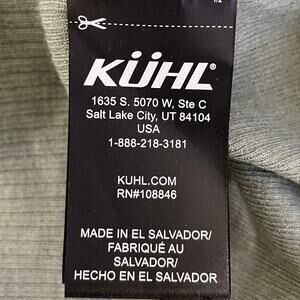 KÜHL®
1635 S. 5070 W, Ste C
Salt Lake City, UT 84104
USA
1-888-218-3181
KUHL.COM
RN#108846
MADE IN EL SALVADOR/
FABRIQUÉ AU
SALVADOR/
HECHO EN EL SALVADOR